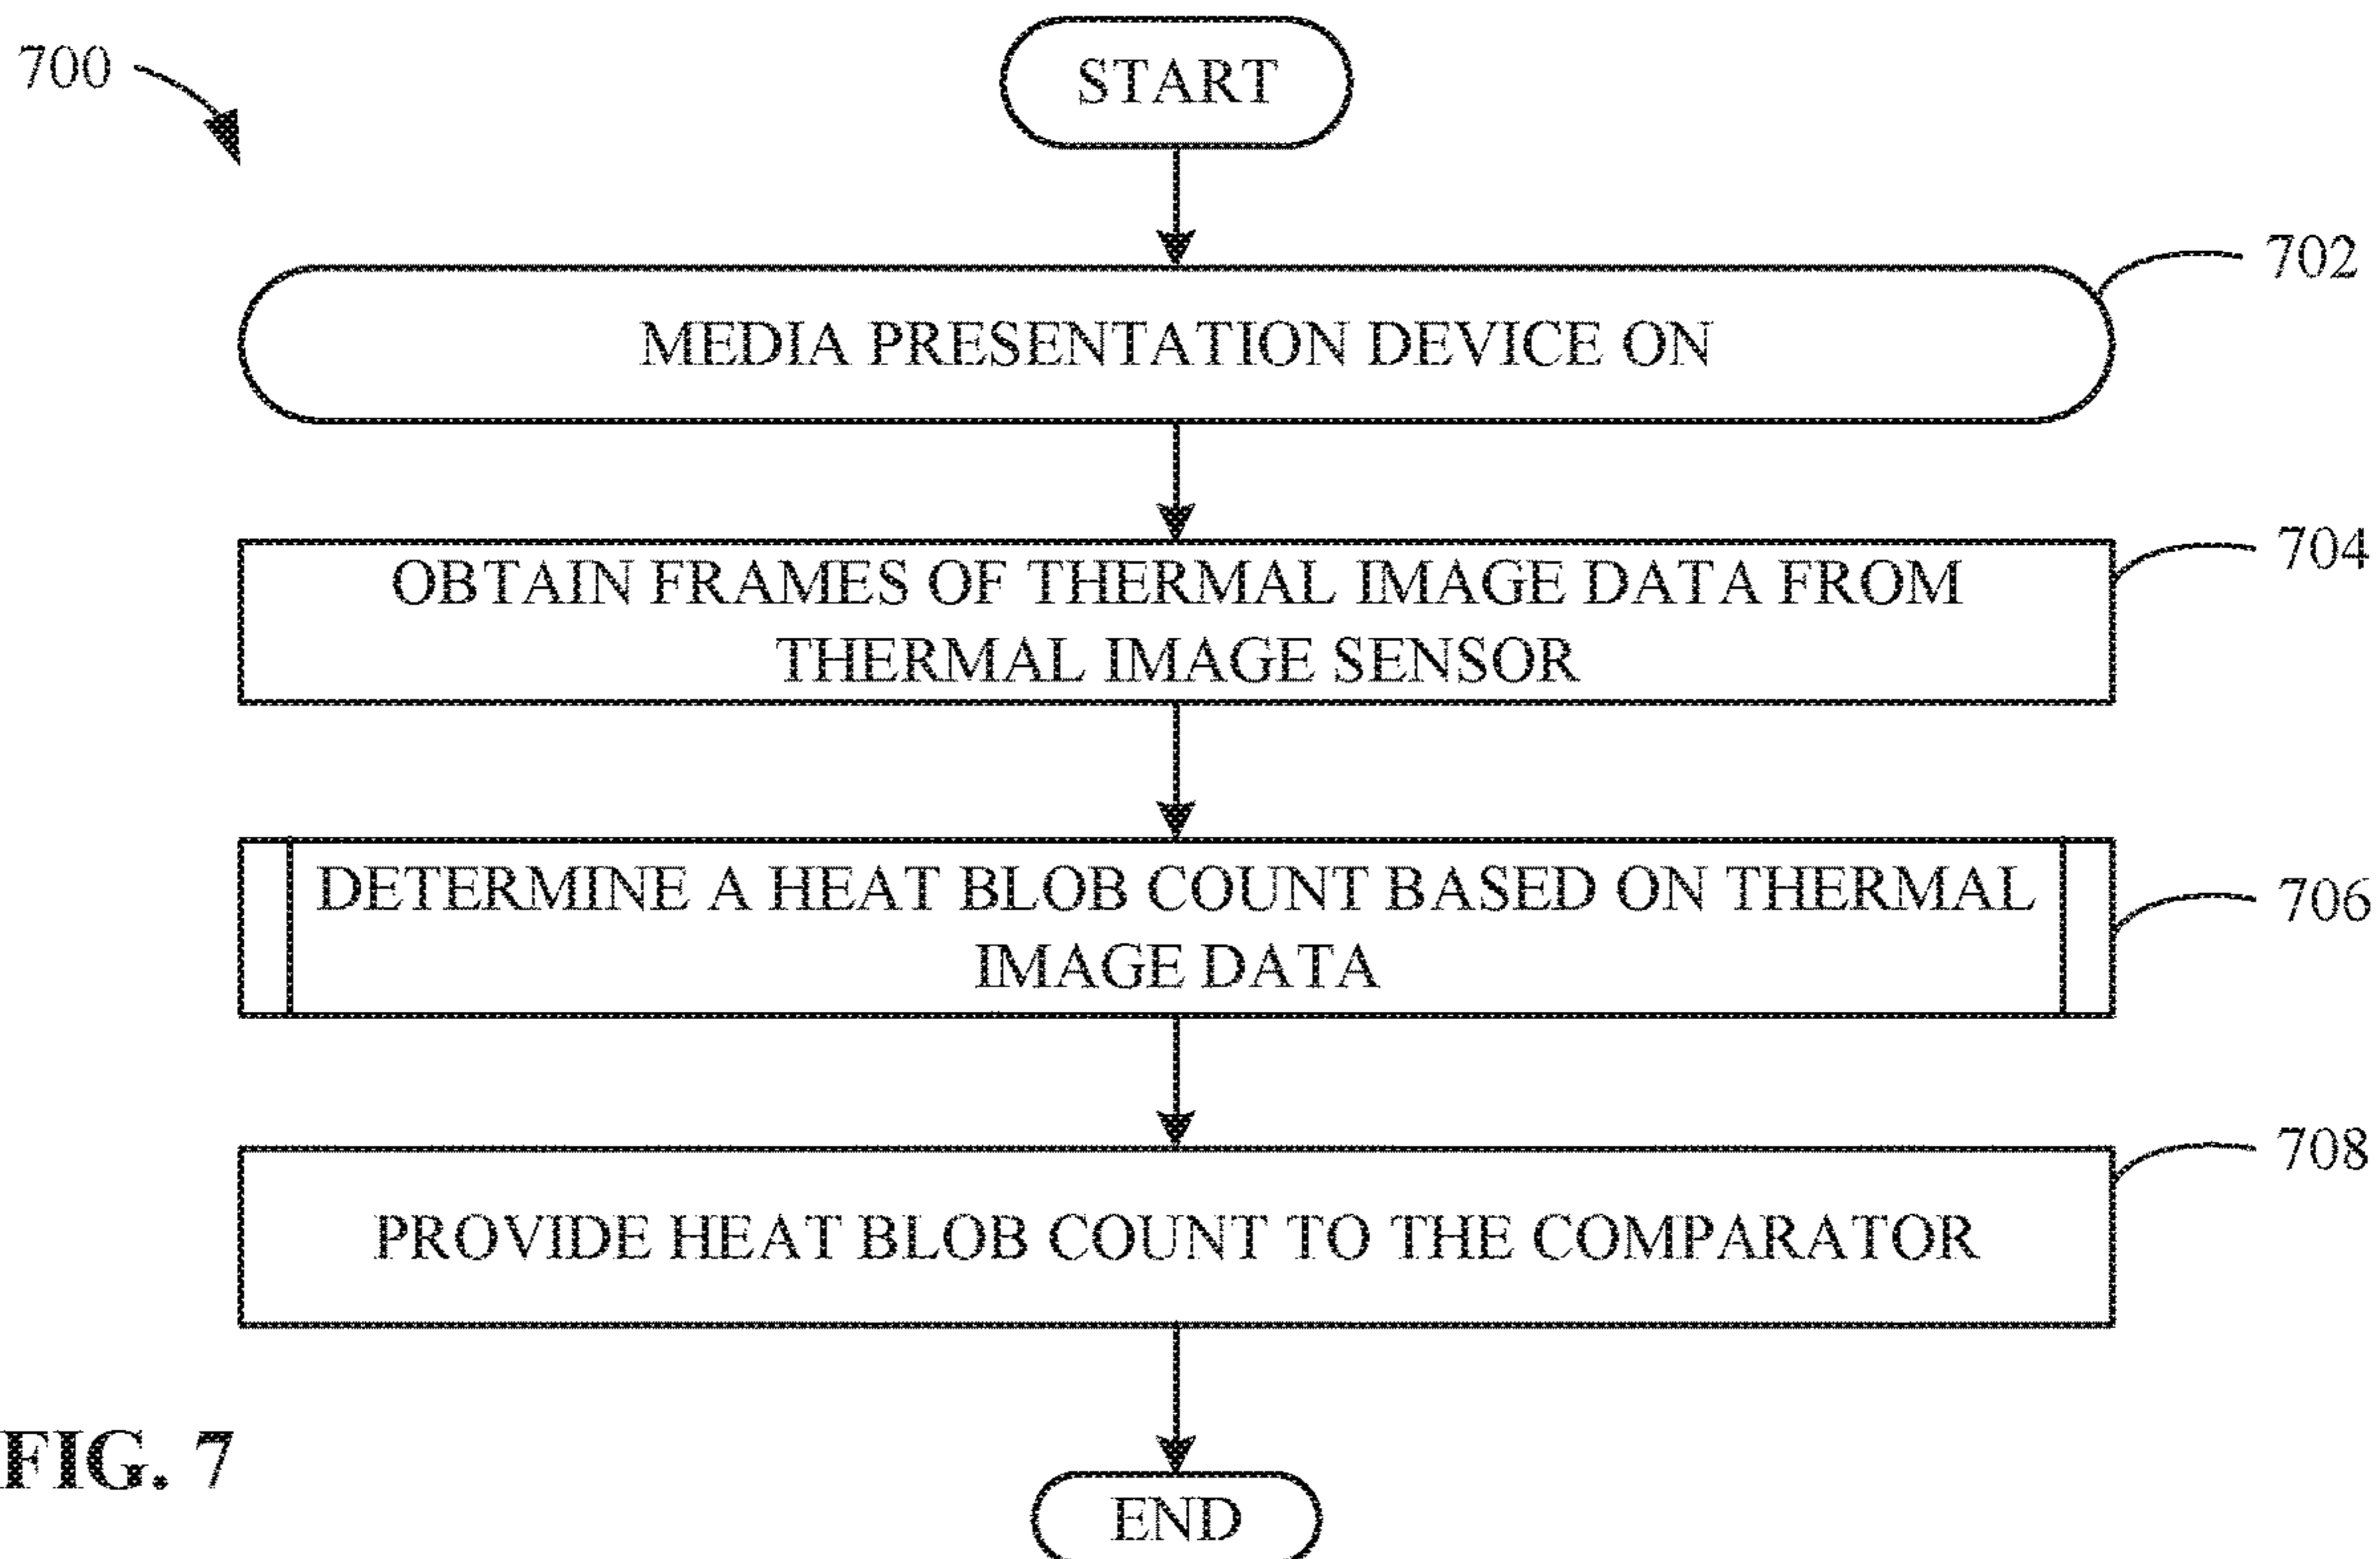 700
START
702
MEDIA PRESENTATION DEVICE ON
704
OBTAIN FRAMES OF THERMAL IMAGE DATA FROM
THERMAL IMAGE SENSOR
706
DETERMINE A HEAT BLOB COUNT BASED ON THERMAL
IMAGE DATA
708
PROVIDE HEAT BLOB COUNT TO THE COMPARATOR
FIG. 7
END